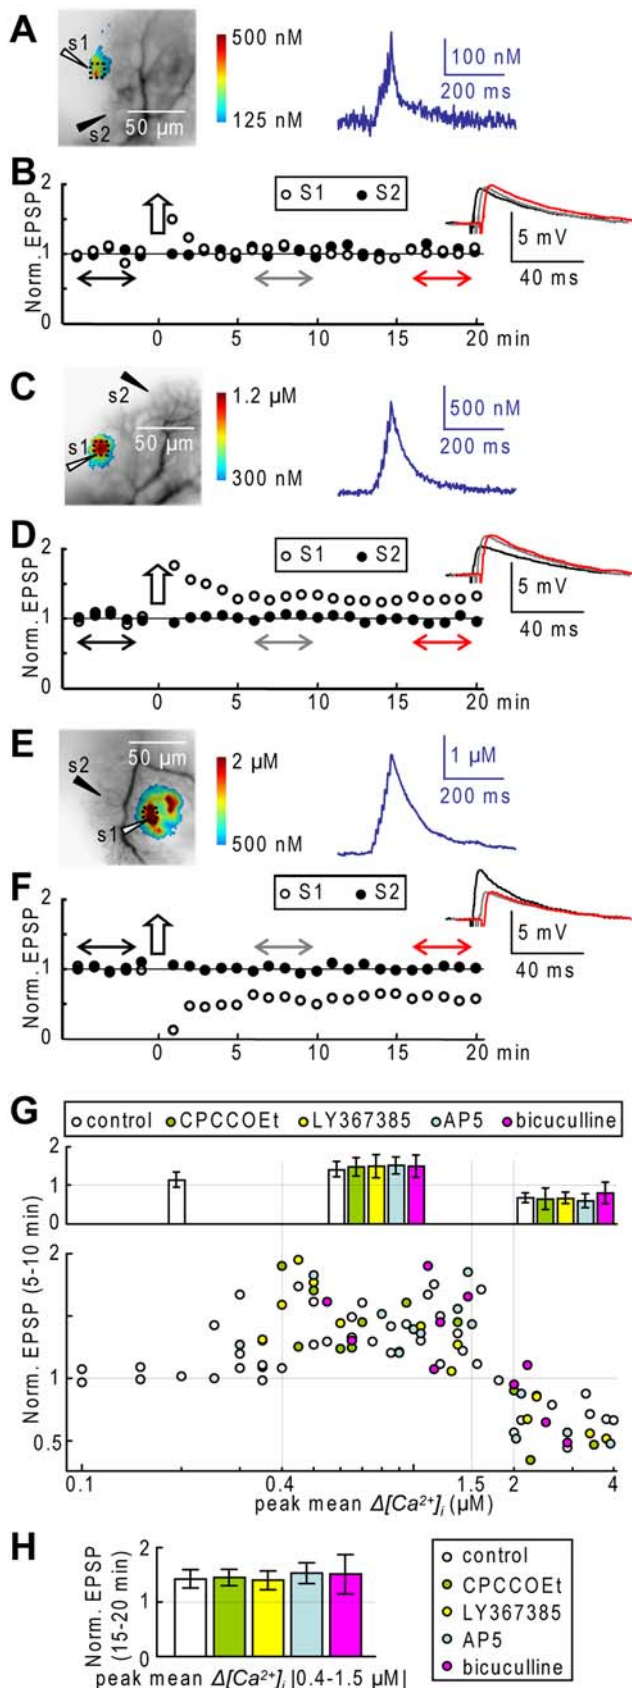 A
s1
s2
50 µm
500 nM
125 nM
100 nM
200 ms
B
Norm. EPSP
2
1
0
S1 S2
5 mV
40 ms
0 5 10 15 20 min
C
s2
50 µm
s1
1.2 µM
300 nM
500 nM
200 ms
D
Norm. EPSP
2
1
0
S1 S2
5 mV
40 ms
0 5 10 15 20 min
E
50 µm
s2
s1
2 µM
500 nM
1 µM
200 ms
F
Norm. EPSP
2
1
0
S1 S2
5 mV
40 ms
0 5 10 15 20 min
G
control CPCCOEt LY367385 AP5 bicuculline
Norm. EPSP (5-10 min)
2
1
0
2
1
0.5
0.1 0.4 1.5 2 4
peak mean Δ[Ca²⁺]ᵢ (µM)
H
Norm. EPSP
(15-20 min)
2
1
0
peak mean Δ[Ca²⁺]ᵢ |0.4-1.5 µM|
control
CPCCOEt
LY367385
AP5
bicuculline